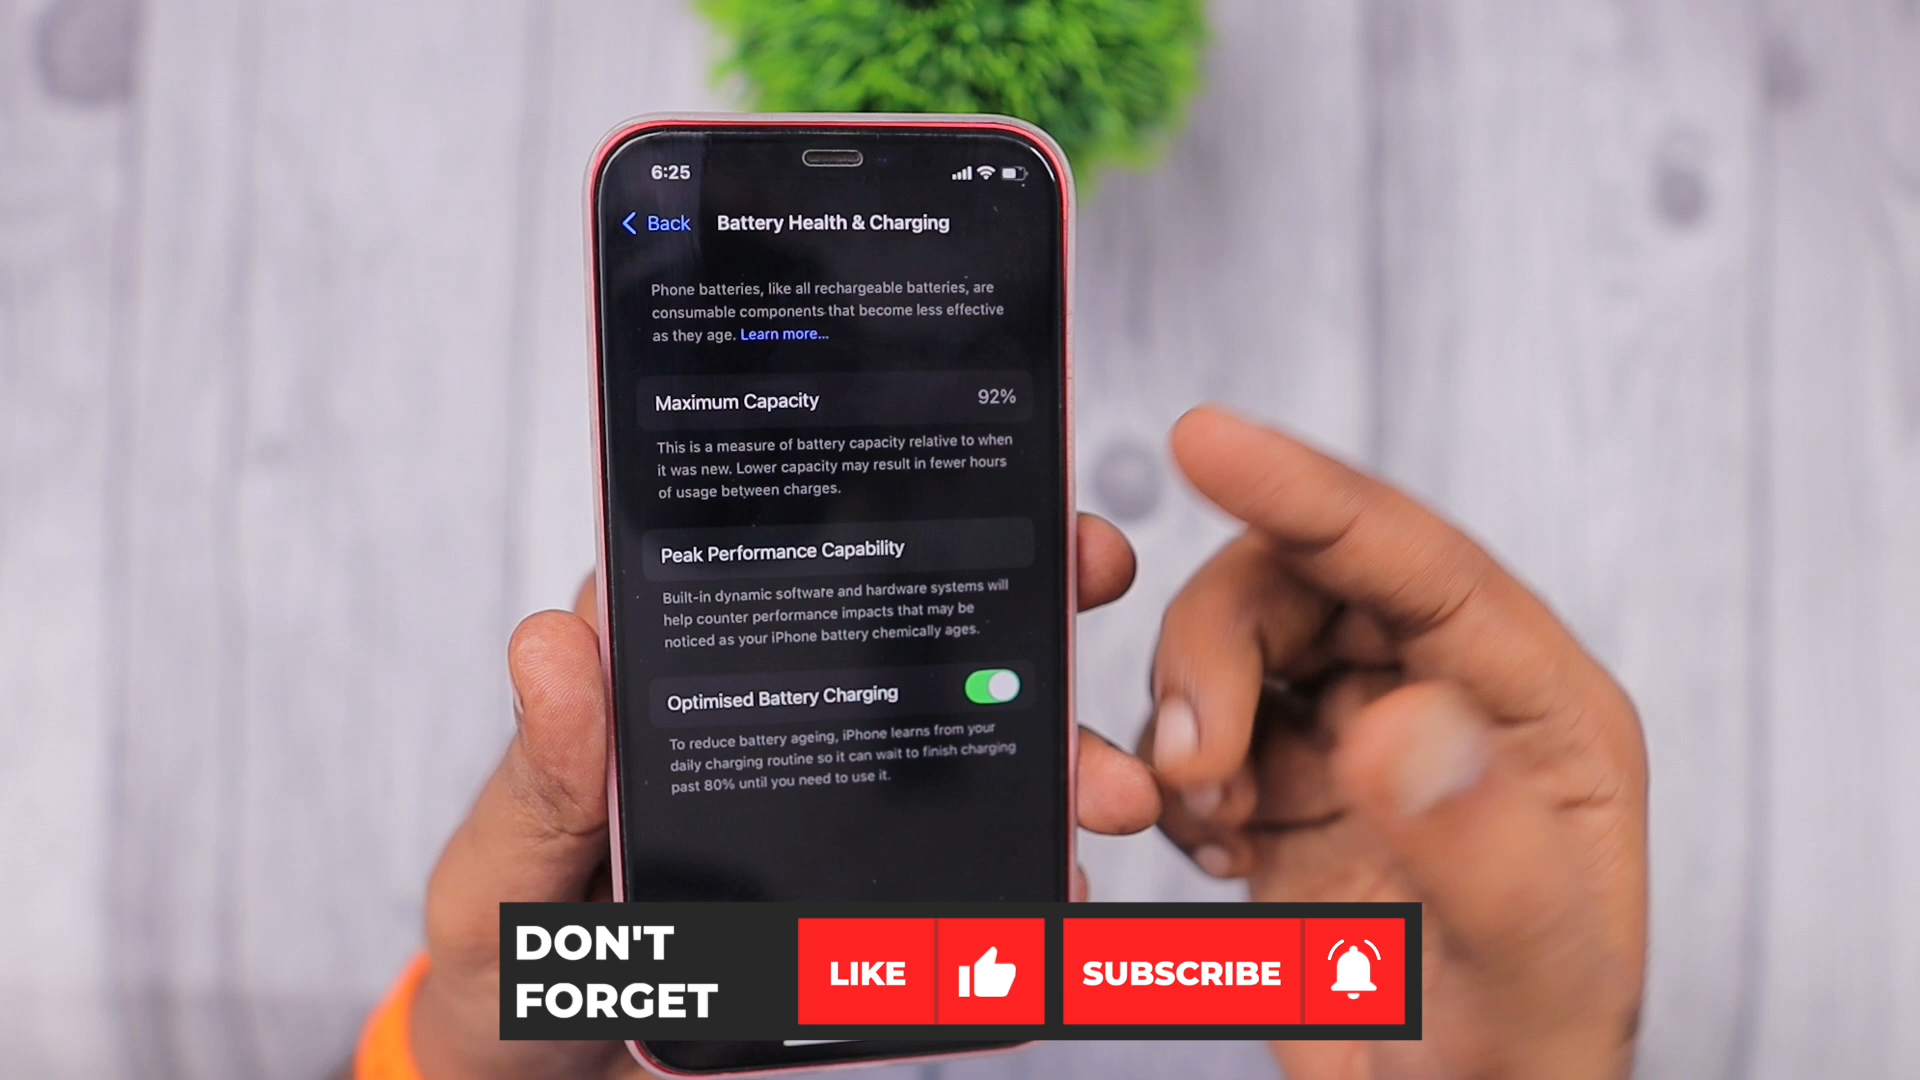 6:25
Back Battery Health & Charging
Phone batteries, like all rechargeable batteries, are
consumable components that become less effective
as they age. Learn more...
Maximum Capacity 92%
This is a measure of battery capacity relative to when
it was new. Lower capacity may result in fewer hours
of usage between charges.
Peak Performance Capability
Built-in dynamic software and hardware systems will
help counter performance impacts that may be
noticed as your iPhone battery chemically ages.
Optimised Battery Charging
To reduce battery ageing, iPhone learns from your
daily charging routine so it can wait to finish charging
past 80% until you need to use it.
DON'T
FORGET
LIKE
SUBSCRIBE